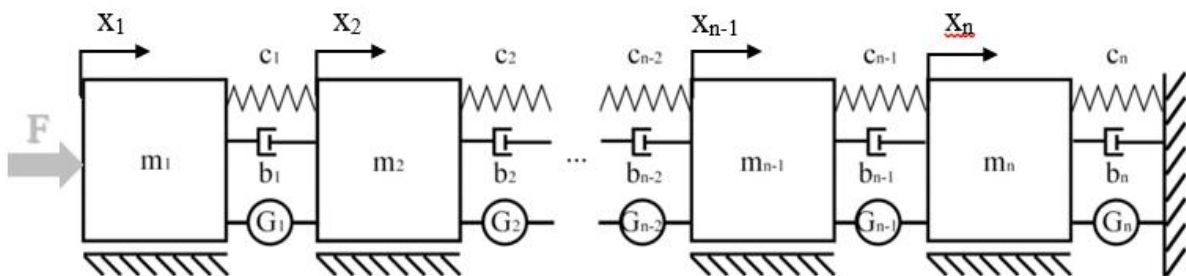 x₁ x₂ xₙ₋₁ xₙ
c₁ c₂ cₙ₋₂ cₙ₋₁ cₙ
F
m₁ m₂ ... mₙ₋₁ mₙ
b₁ b₂ bₙ₋₂ bₙ₋₁ bₙ
G₁ G₂ Gₙ₋₂ Gₙ₋₁ Gₙ